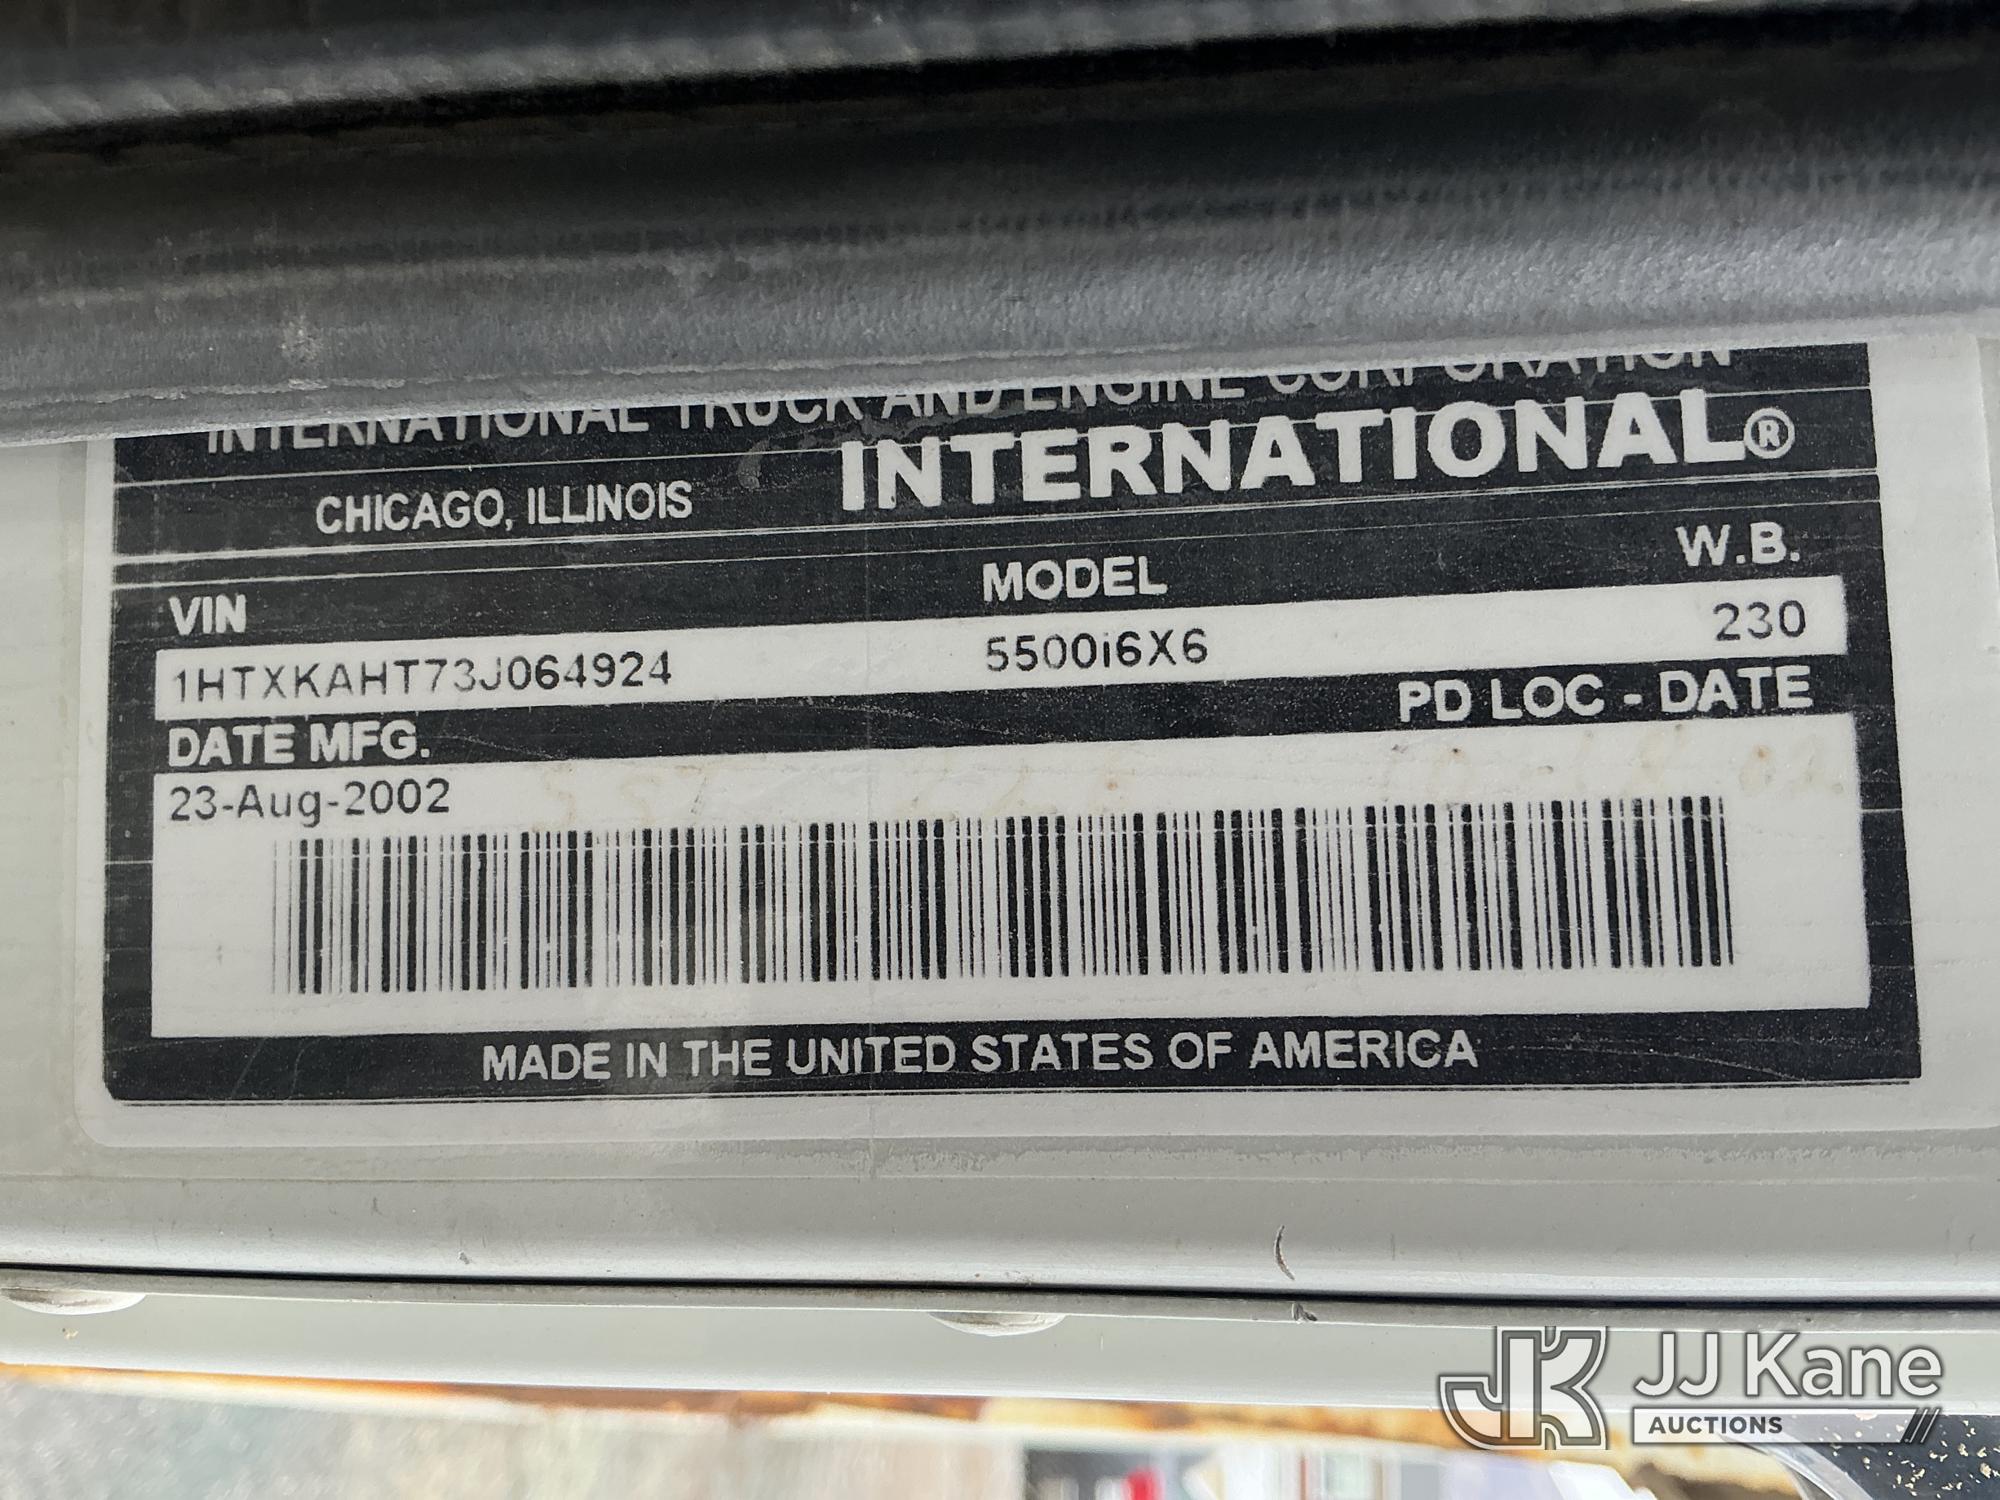 INTERNATIONAL TRUCK AND ENGINE CORPORATION
CHICAGO, ILLINOIS INTERNATIONAL®
VIN MODEL W.B.
1HTXKAHT73J064924 5500i6X6 230
DATE MFG. PD LOC - DATE
23-Aug-2002
MADE IN THE UNITED STATES OF AMERICA
JK JJ Kane
AUCTIONS